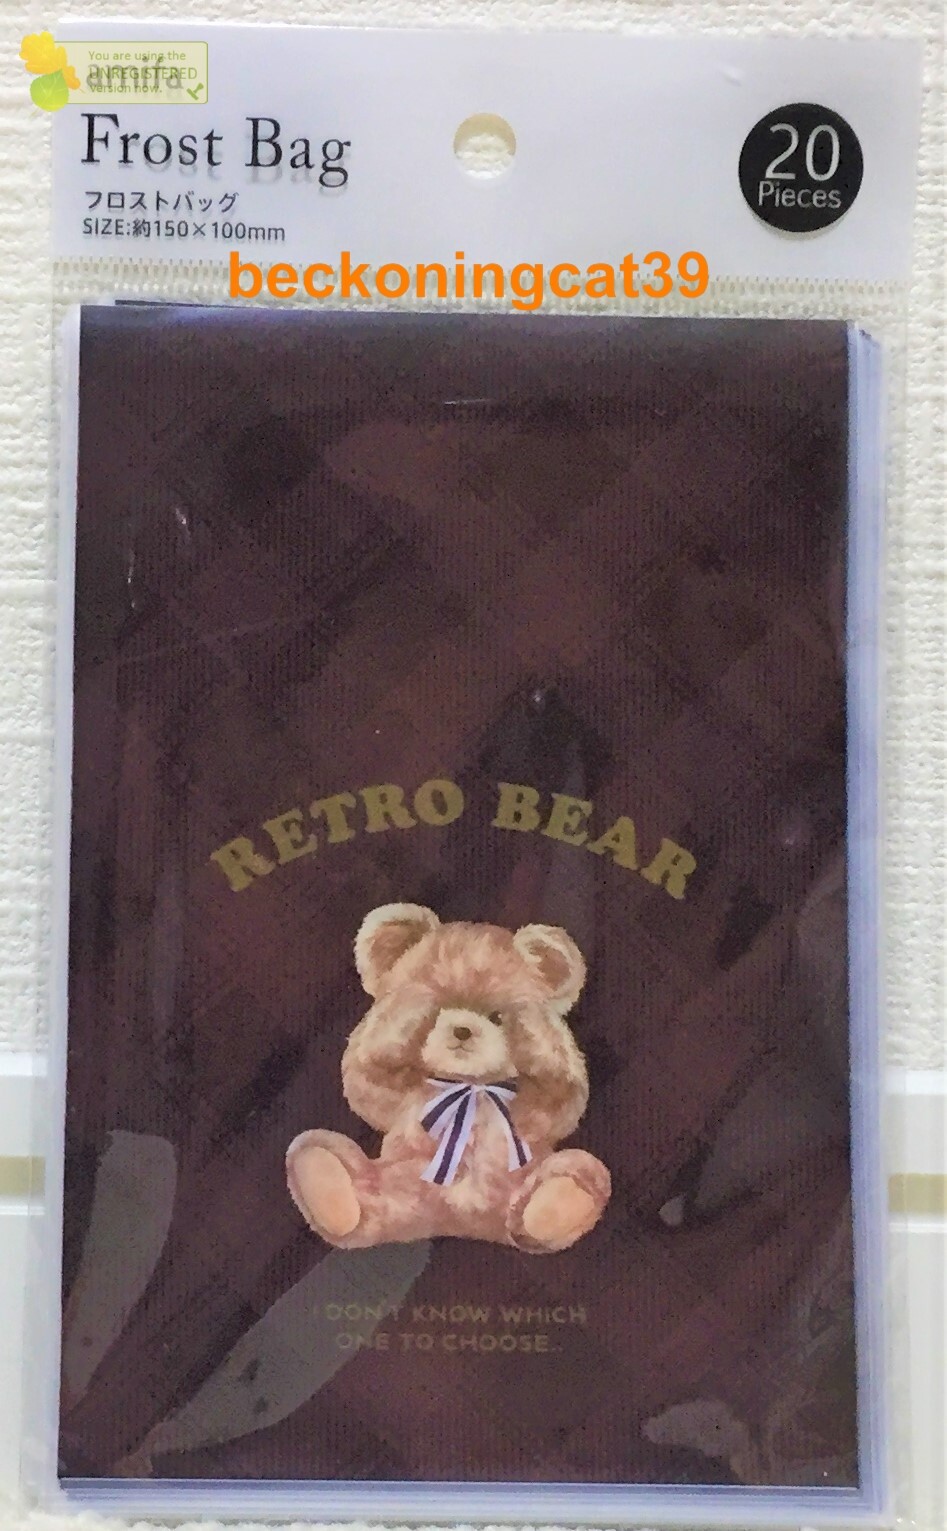 You are using the
UNREGISTERED
version now.
amifa
Frost Bag
フロストバッグ
SIZE:約150×100mm
20
Pieces
beckoningcat39
RETRO BEAR
I DON'T KNOW WHICH
ONE TO CHOOSE..